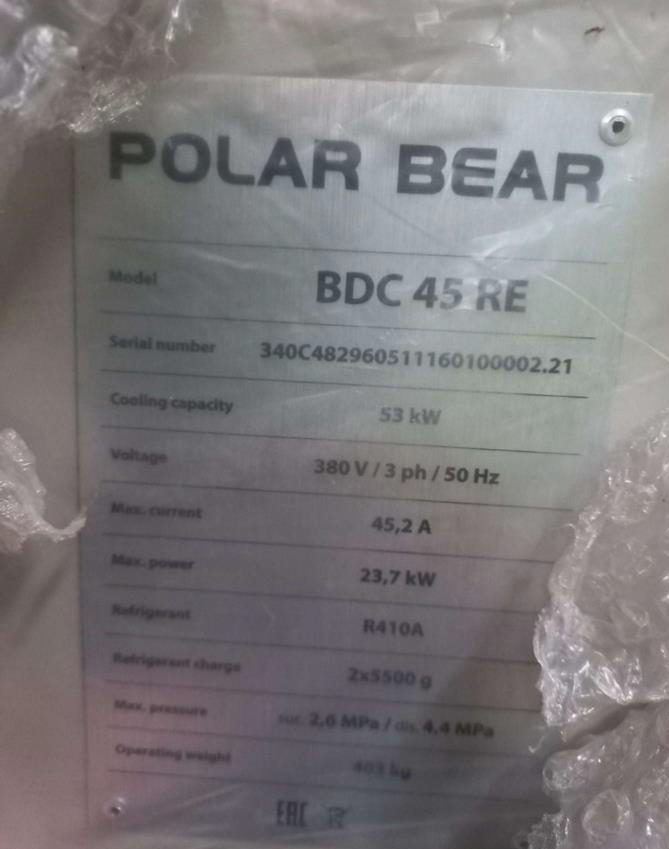 POLAR BEAR
Model BDC 45 RE
Serial number 340C482960511160100002.21
Cooling capacity 53 kW
Voltage 380 V / 3 ph / 50 Hz
Max. current 45,2 A
Max. power 23,7 kW
Refrigerant R410A
Refrigerant charge 2x5500 g
Max. pressure suc. 2,6 MPa / dis. 4,4 MPa
Operating weight 403 kg
EAC